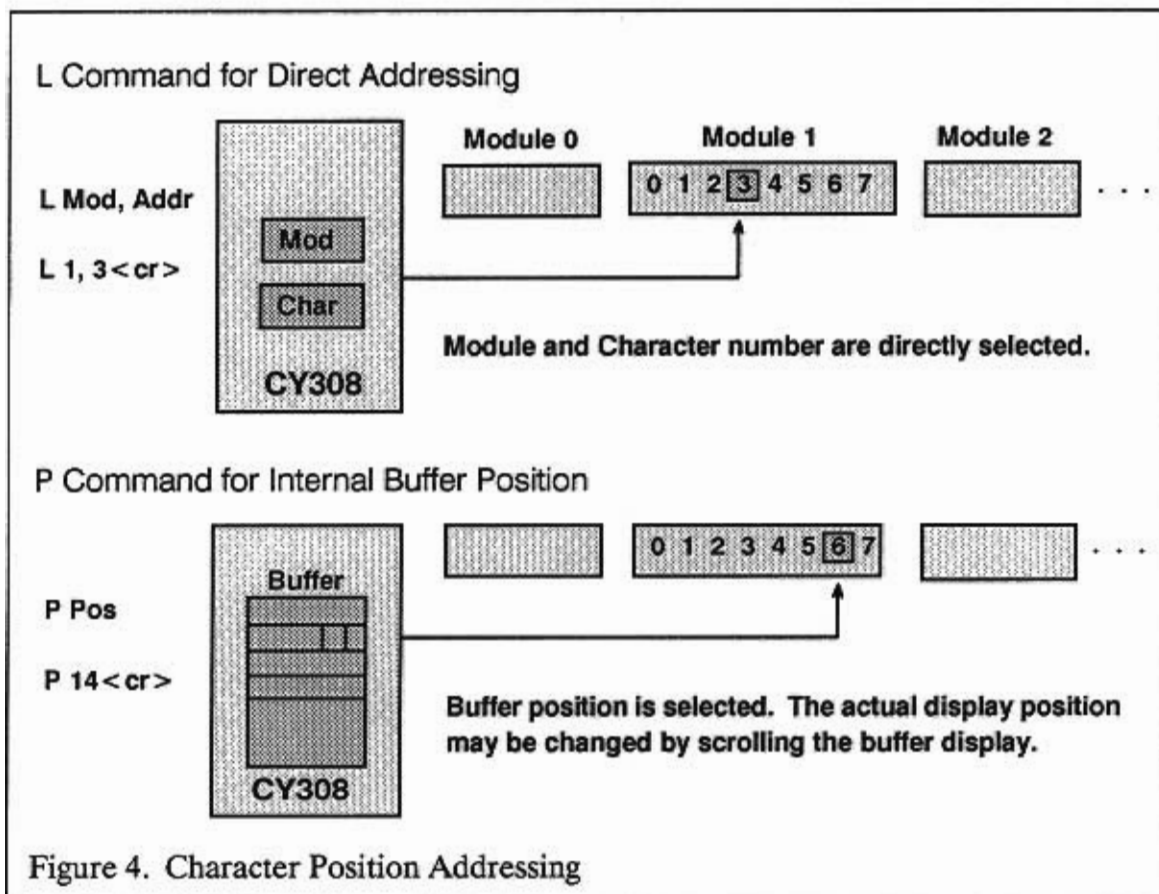 L Command for Direct Addressing
Module 0 Module 1 Module 2
L Mod, Addr
0 1 2 3 4 5 6 7 . . .
Mod
L 1, 3<cr>
Char
Module and Character number are directly selected.
CY308
P Command for Internal Buffer Position
0 1 2 3 4 5 6 7 . . .
Buffer
P Pos
P 14<cr>
Buffer position is selected. The actual display position
may be changed by scrolling the buffer display.
CY308
Figure 4. Character Position Addressing